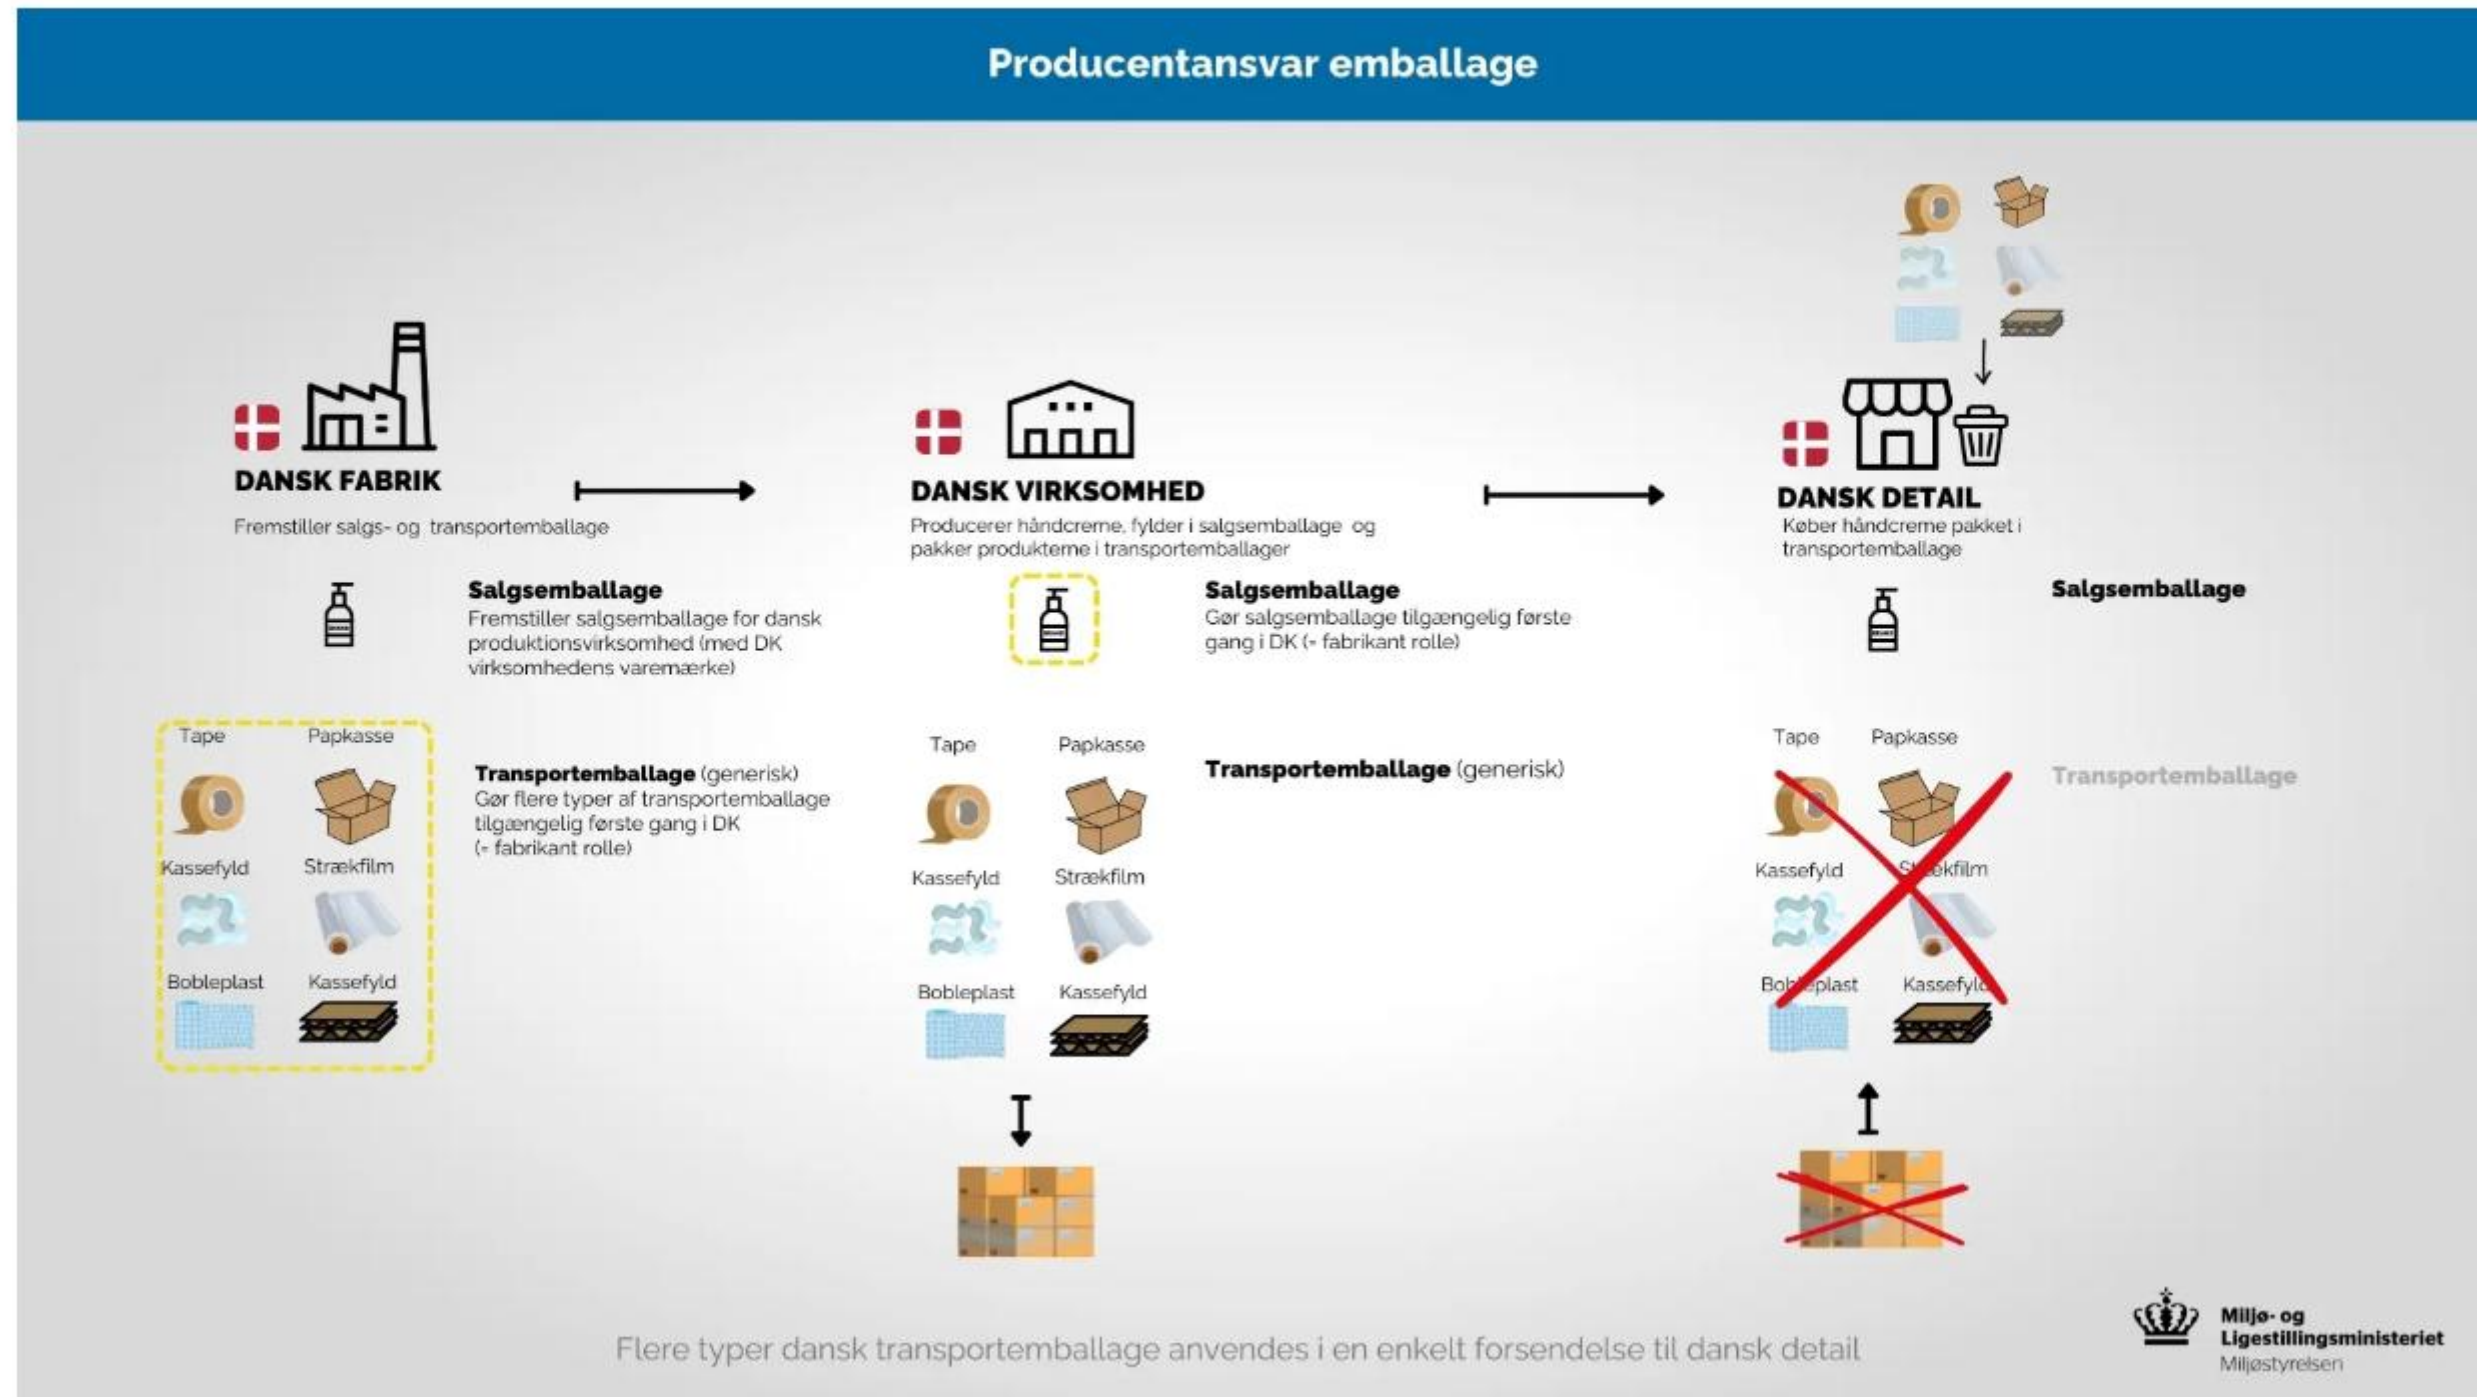 Producentansvar emballage
DANSK FABRIK
Fremstiller salgs- og transportemballage
Salgsemballage
Fremstiller salgsemballage for dansk
produktionsvirksomhed (med DK
virksomhedens varemærke)
Tape
Papkasse
Kassefyld
Strækfilm
Bobleplast
Kassefyld
Transportemballage (generisk)
Gør flere typer af transportemballage
tilgængelig første gang i DK
(= fabrikant rolle)
DANSK VIRKSOMHED
Producerer håndcreme, fylder i salgsemballage og
pakker produkterne i transportemballager
Salgsemballage
Gør salgsemballage tilgængelig første
gang i DK (= fabrikant rolle)
Tape
Papkasse
Kassefyld
Strækfilm
Bobleplast
Kassefyld
Transportemballage (generisk)
DANSK DETAIL
Køber håndcreme pakket i
transportemballage
Salgsemballage
Tape
Papkasse
Kassefyld
Strækfilm
Bobleplast
Kassefyld
Transportemballage
Flere typer dansk transportemballage anvendes i en enkelt forsendelse til dansk detail
Miljø- og
Ligestillingsministeriet
Miljøstyrelsen